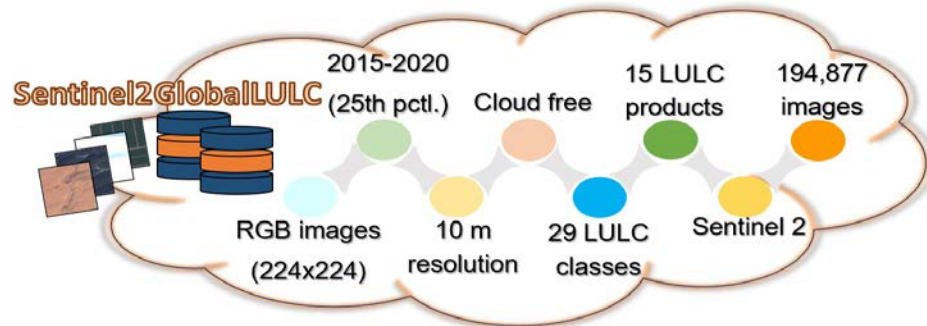 Sentinel2GlobalLULC
RGB images
(224x224)
2015-2020
(25th pctl.)
10 m
resolution
Cloud free
29 LULC
classes
15 LULC
products
Sentinel 2
194,877
images